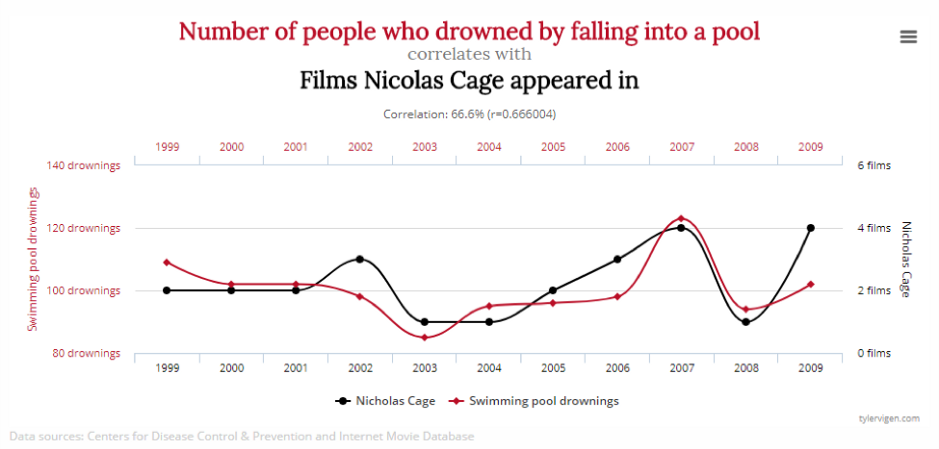 Number of people who drowned by falling into a pool
correlates with
Films Nicolas Cage appeared in
Correlation: 66.6% (r=0.666004)
1999 2000 2001 2002 2003 2004 2005 2006 2007 2008 2009
140 drownings 6 films
120 drownings 4 films
100 drownings 2 films
80 drownings 0 films
Swimming pool drownings
Nicholas Cage
1999 2000 2001 2002 2003 2004 2005 2006 2007 2008 2009
Nicholas Cage Swimming pool drownings
tylervigen.com
Data sources: Centers for Disease Control & Prevention and Internet Movie Database